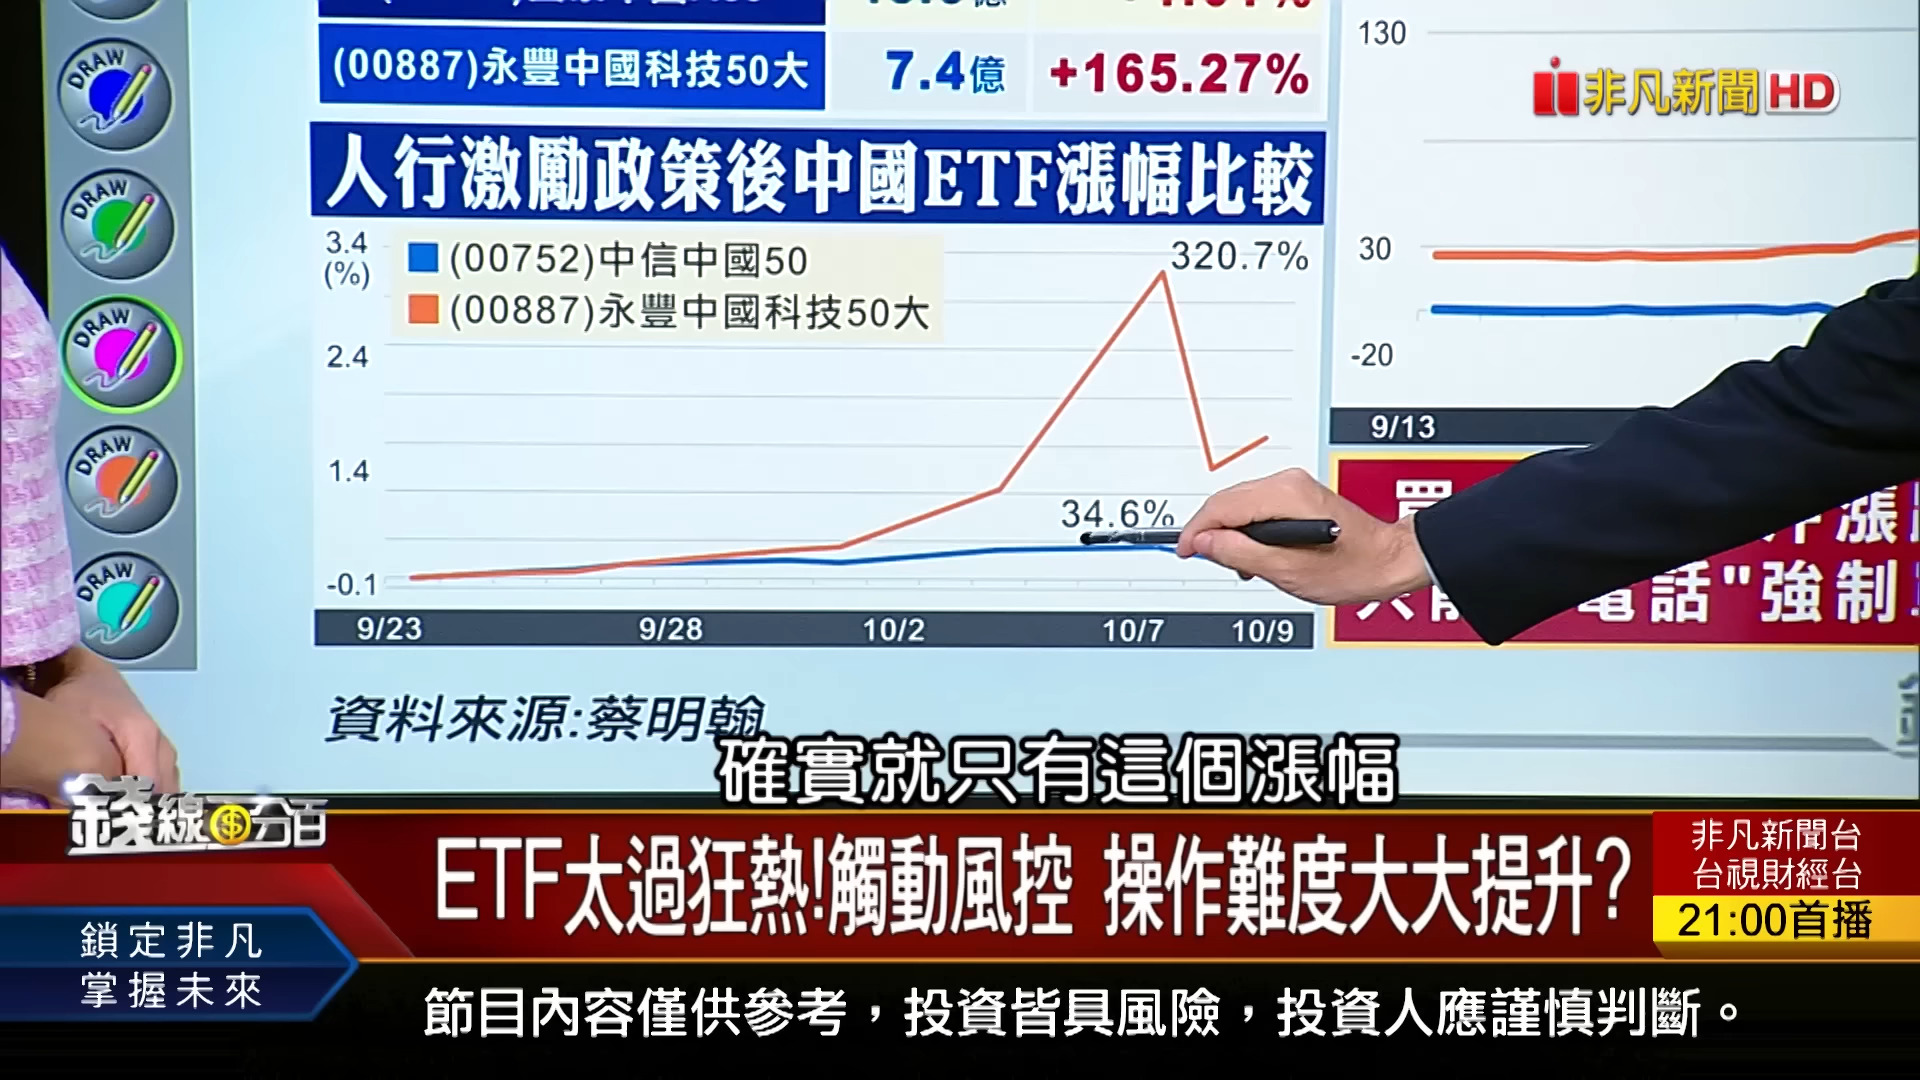 DRAW
DRAW
DRAW
DRAW
DRAW
(00887)永豐中國科技50大 7.4億 +165.27%
人行激勵政策後中國ETF漲幅比較
3.4
(%)
2.4
1.4
-0.1
(00752)中信中國50
(00887)永豐中國科技50大
320.7%
34.6%
9/23 9/28 10/2 10/7 10/9
資料來源:蔡明翰
130
30
-20
9/13
買
漲
電話"強制
非凡新聞HD
確實就只有這個漲幅
錢線百分百
ETF太過狂熱!觸動風控 操作難度大大提升?
非凡新聞台
台視財經台
21:00首播
鎖定非凡
掌握未來
節目內容僅供參考，投資皆具風險，投資人應謹慎判斷。